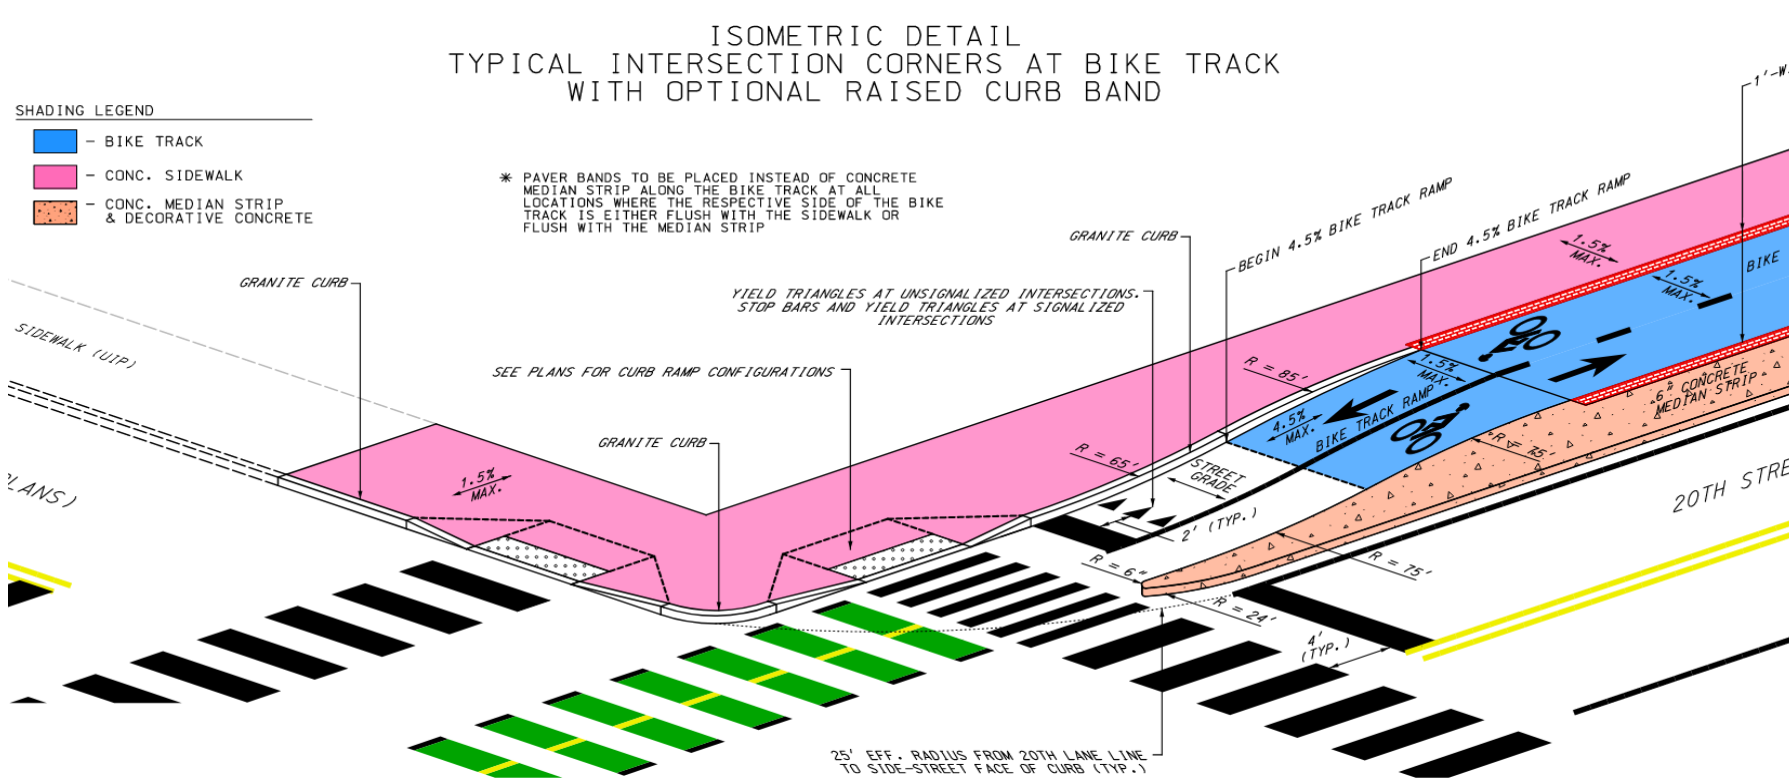 ISOMETRIC DETAIL
TYPICAL INTERSECTION CORNERS AT BIKE TRACK
WITH OPTIONAL RAISED CURB BAND
SHADING LEGEND
- BIKE TRACK
- CONC. SIDEWALK
- CONC. MEDIAN STRIP
& DECORATIVE CONCRETE
* PAVER BANDS TO BE PLACED INSTEAD OF CONCRETE
MEDIAN STRIP ALONG THE BIKE TRACK AT ALL
LOCATIONS WHERE THE RESPECTIVE SIDE OF THE BIKE
TRACK IS EITHER FLUSH WITH THE SIDEWALK OR
FLUSH WITH THE MEDIAN STRIP
1'-W
BEGIN 4.5% BIKE TRACK RAMP
END 4.5% BIKE TRACK RAMP
GRANITE CURB
1.5%
MAX.
BIKE
1.5%
MAX.
GRANITE CURB
YIELD TRIANGLES AT UNSIGNALIZED INTERSECTIONS.
STOP BARS AND YIELD TRIANGLES AT SIGNALIZED
INTERSECTIONS
SIDEWALK (UIP)
SEE PLANS FOR CURB RAMP CONFIGURATIONS
R = 85'
1.5%
MAX.
6" CONCRETE
MEDIAN STRIP
4.5%
MAX.
BIKE TRACK RAMP
GRANITE CURB
R = 65'
R = 45'
STREET
GRADE
1.5%
MAX.
LANS)
20TH STRE
2' (TYP.)
R = 6"
R = 75'
R = 24'
4'
(TYP.)
25' EFF. RADIUS FROM 20TH LANE LINE
TO SIDE-STREET FACE OF CURB (TYP.)